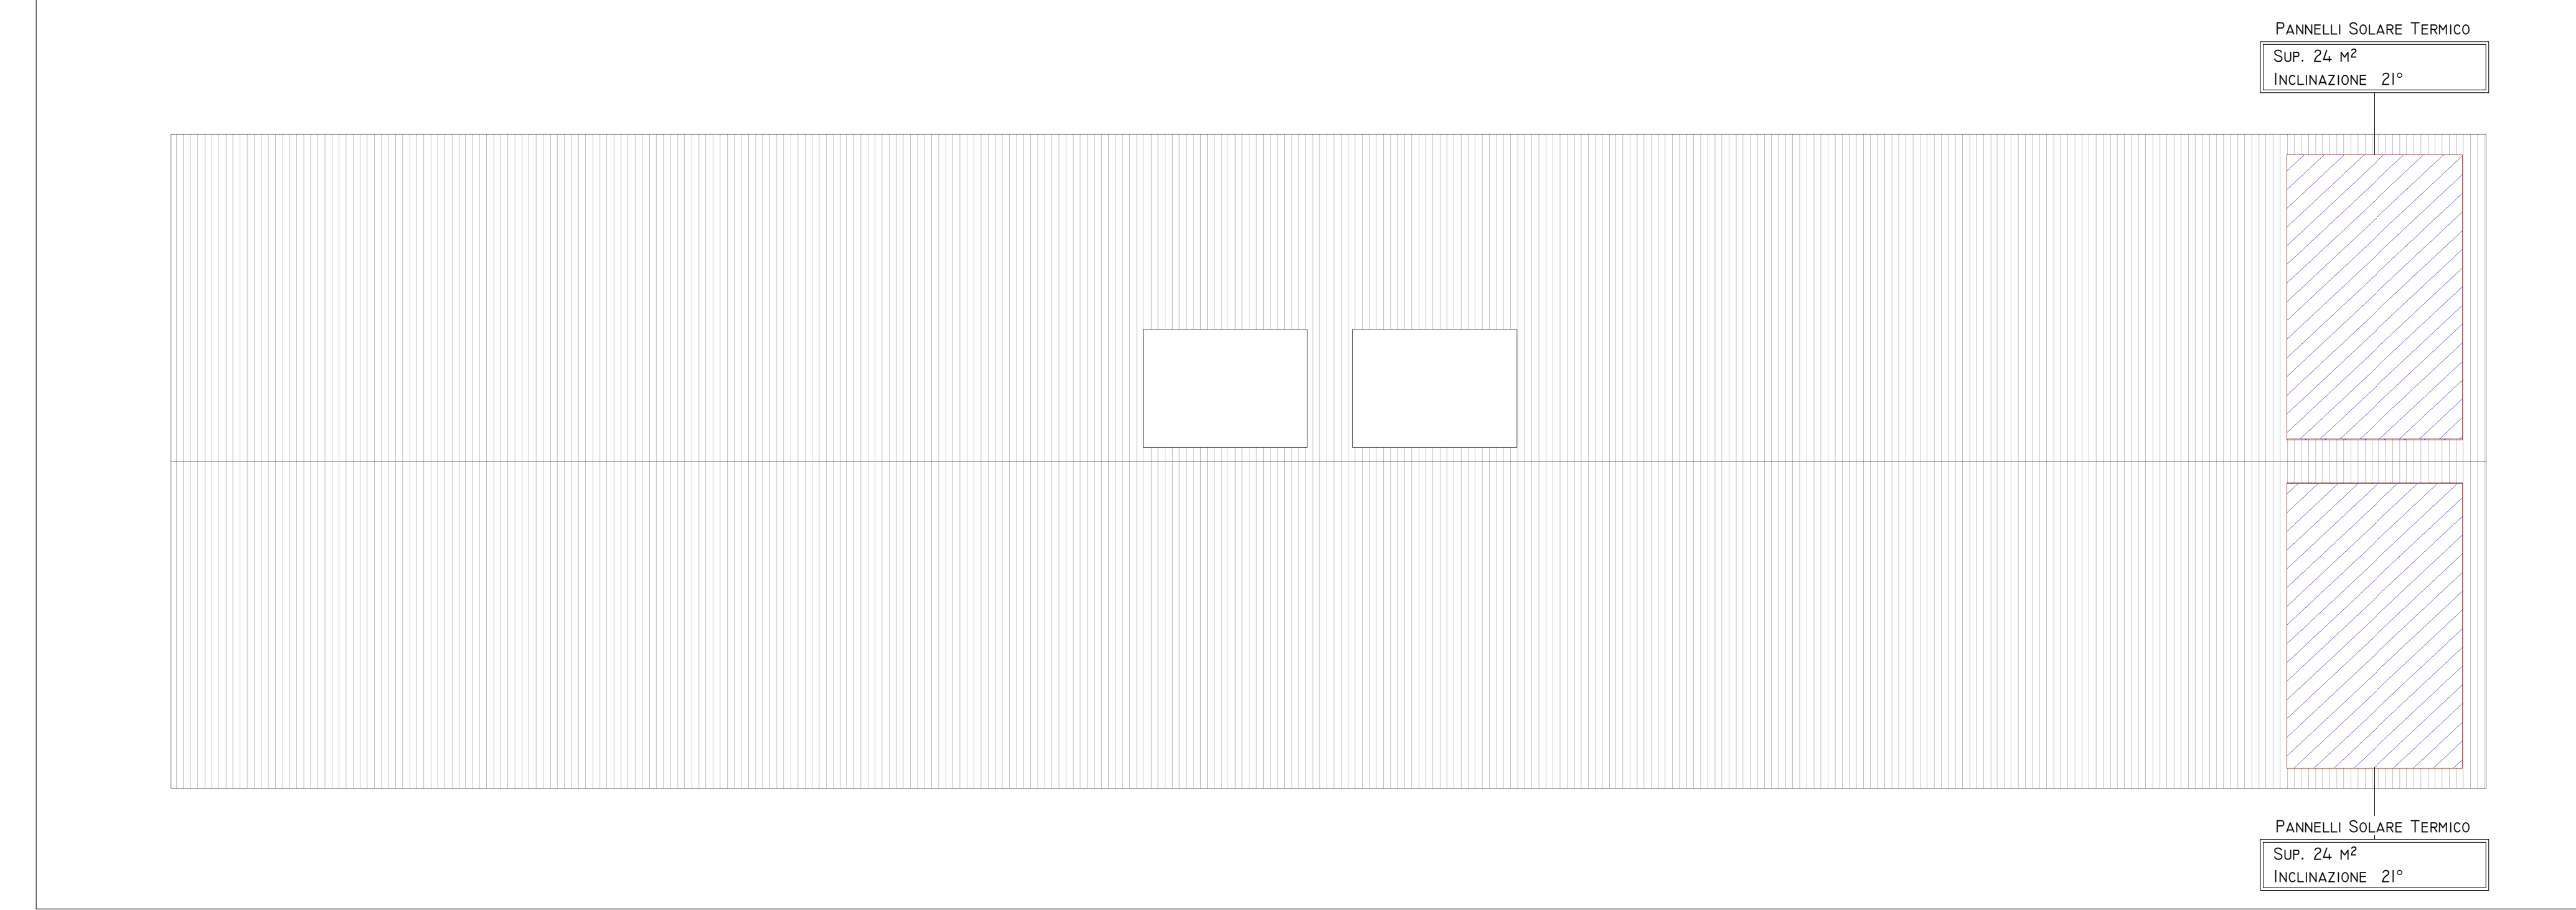 Pannelli Solare Termico
Sup. 24 m²
Inclinazione 21°
Pannelli Solare Termico
Sup. 24 m²
Inclinazione 21°